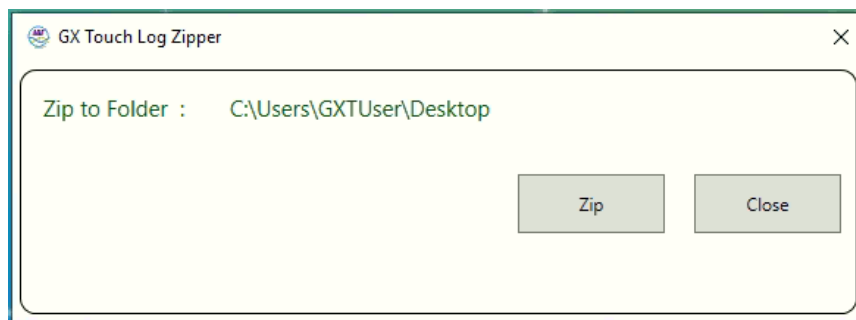 GX Touch Log Zipper
Zip to Folder : C:\Users\GXTUser\Desktop
Zip Close